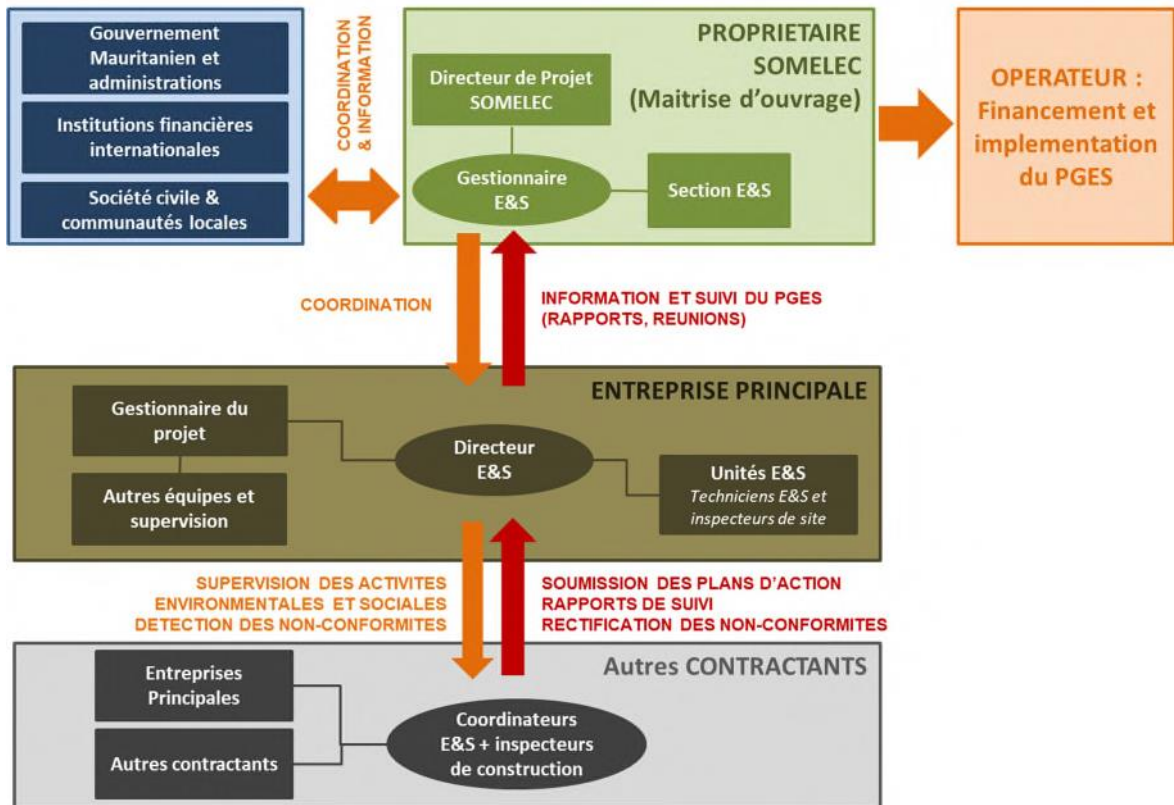 Gouvernement
Mauritanien et
administrations
Institutions financières
internationales
Société civile &
communautés locales
COORDINATION
& INFORMATION
PROPRIETAIRE
SOMELEC
(Maitrise d'ouvrage)
Directeur de Projet
SOMELEC
Gestionnaire
E&S
Section E&S
OPERATEUR :
Financement et
implementation
du PGES
COORDINATION
INFORMATION ET SUIVI DU PGES
(RAPPORTS, REUNIONS)
ENTREPRISE PRINCIPALE
Gestionnaire du
projet
Autres équipes et
supervision
Directeur
E&S
Unités E&S
Techniciens E&S et
inspecteurs de site
SUPERVISION DES ACTIVITES
ENVIRONMENTALES ET SOCIALES
DETECTION DES NON-CONFORMITES
SOUMISSION DES PLANS D'ACTION
RAPPORTS DE SUIVI
RECTIFICATION DES NON-CONFORMITES
Autres CONTRACTANTS
Entreprises
Principales
Autres contractants
Coordinateurs
E&S + inspecteurs
de construction